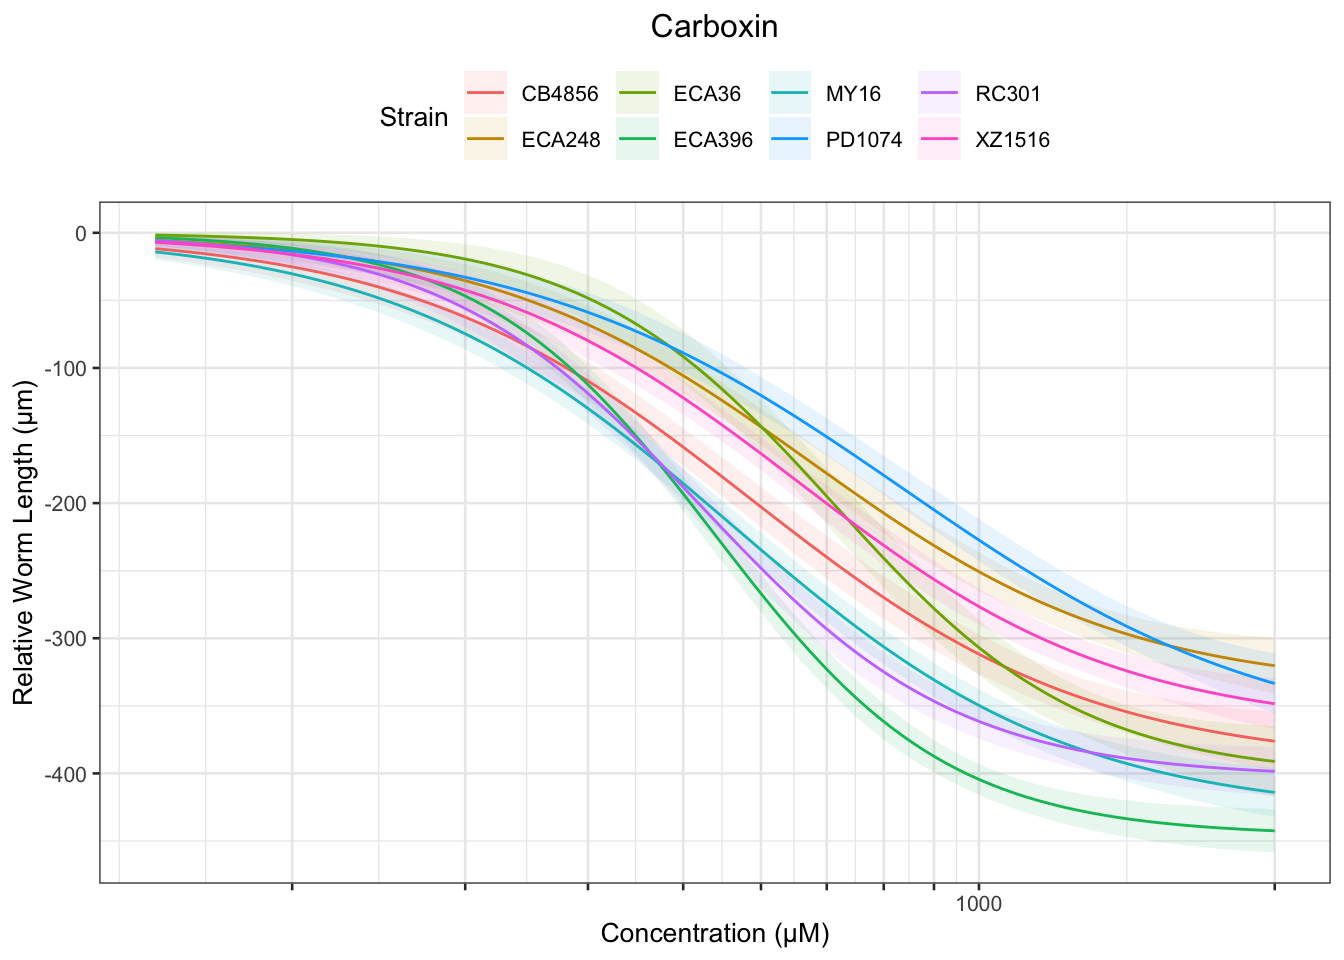 Carboxin
Strain
CB4856 ECA36 MY16 RC301
ECA248 ECA396 PD1074 XZ1516
Relative Worm Length (µm)
0
-100
-200
-300
-400
1000
Concentration (µM)